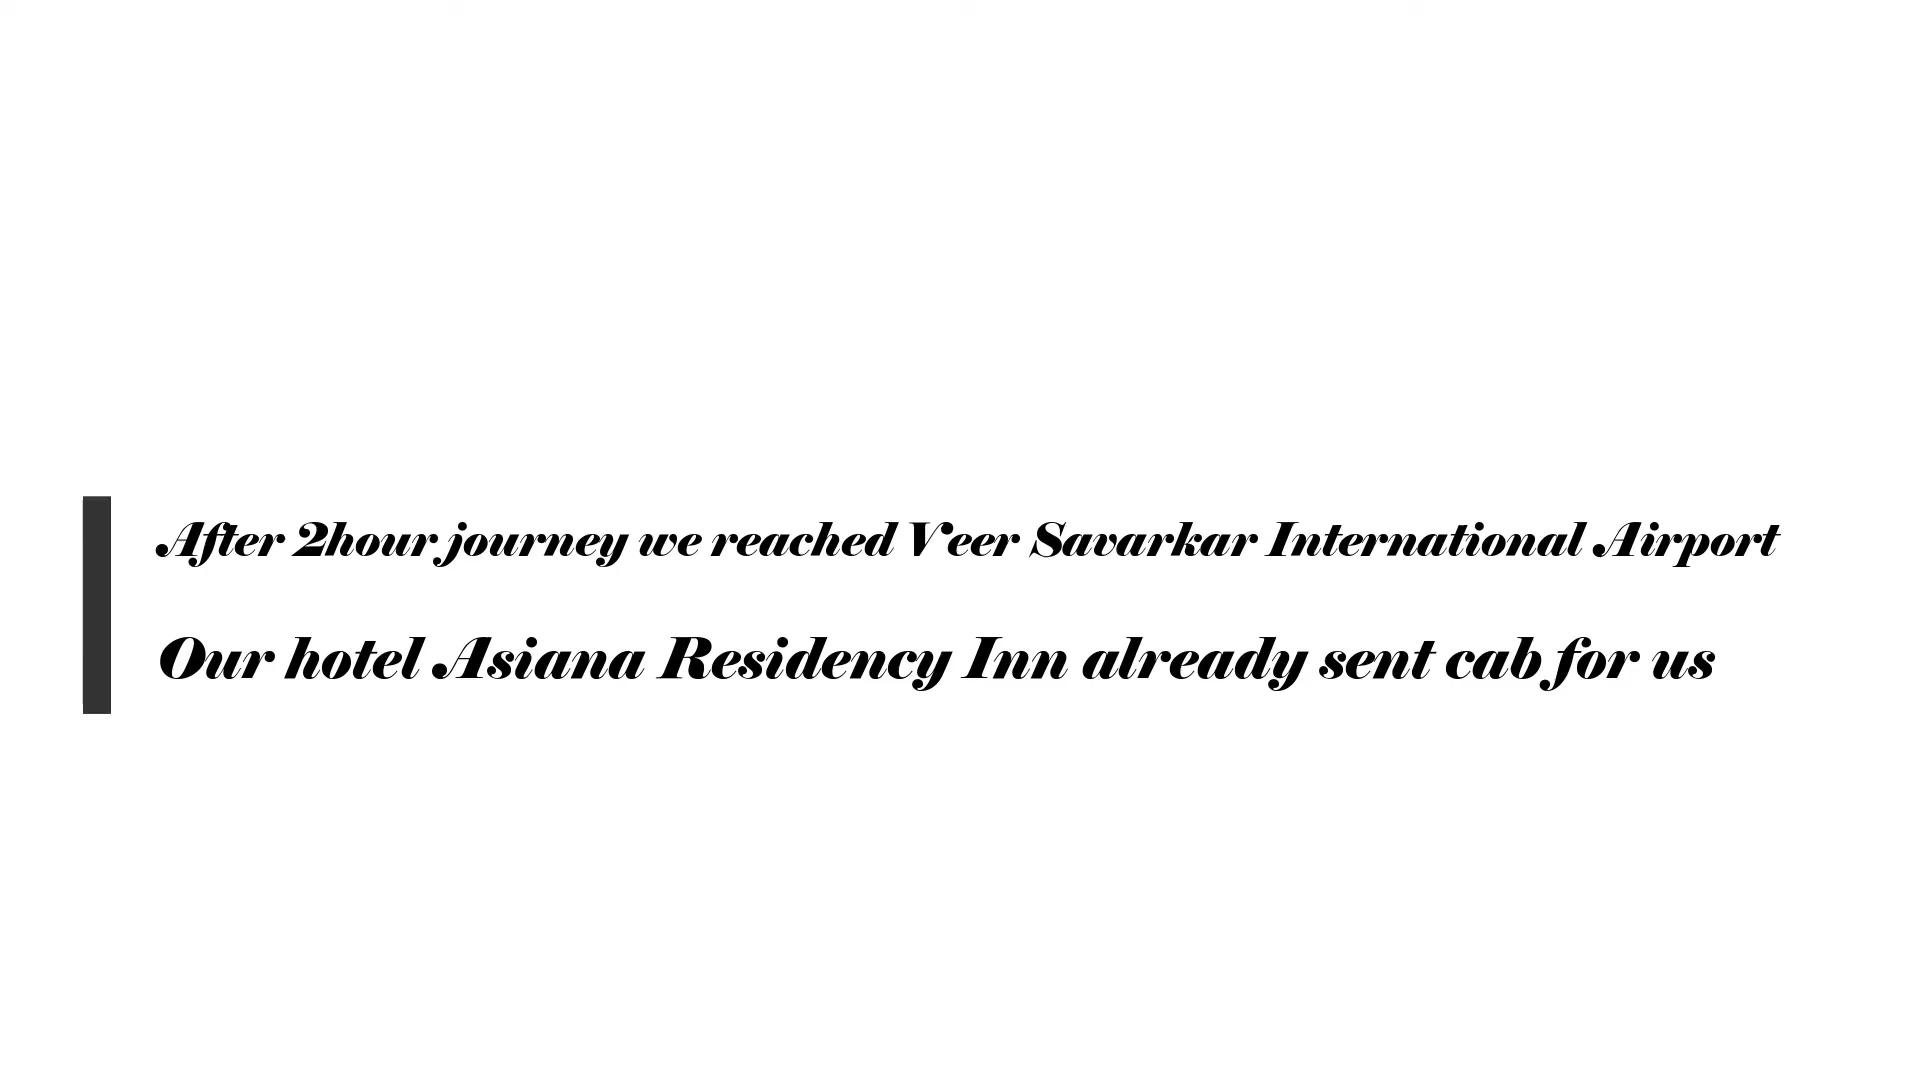 After 2hour journey we reached Veer Savarkar International Airport
Our hotel Asiana Residency Inn already sent cab for us